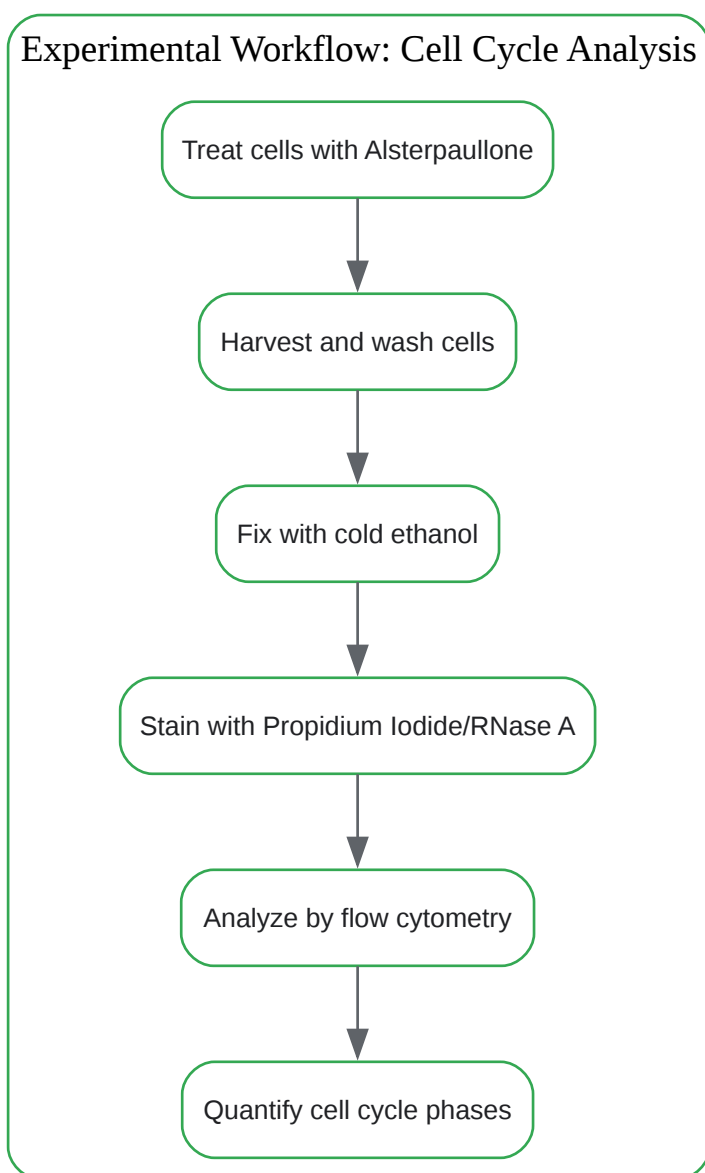 Experimental Workflow: Cell Cycle Analysis
Treat cells with Alsterpaullone
Harvest and wash cells
Fix with cold ethanol
Stain with Propidium Iodide/RNase A
Analyze by flow cytometry
Quantify cell cycle phases